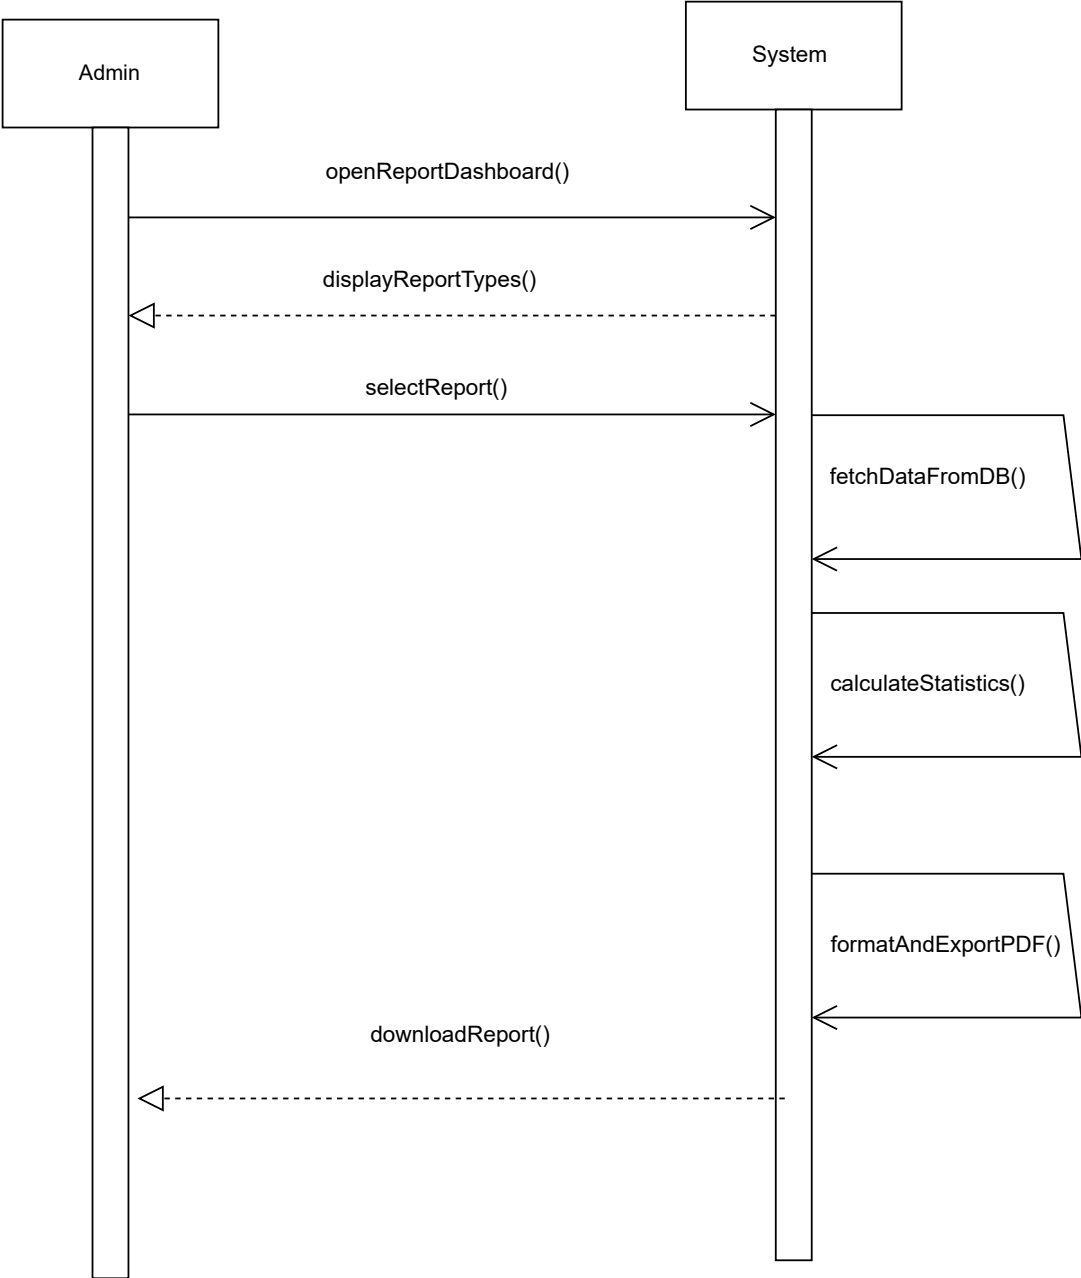 Admin
System
openReportDashboard()
displayReportTypes()
selectReport()
fetchDataFromDB()
calculateStatistics()
formatAndExportPDF()
downloadReport()